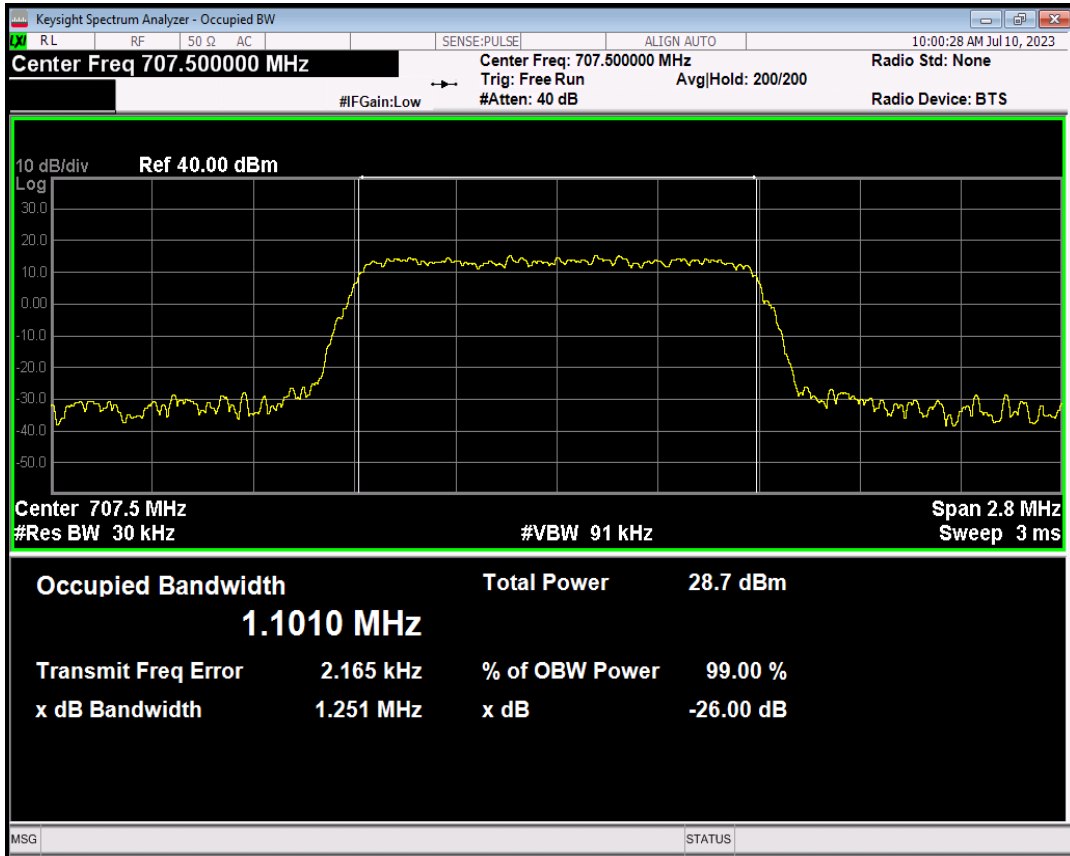 Keysight Spectrum Analyzer - Occupied BW
LXI RL RF 50 Ω AC SENSE:PULSE ALIGN AUTO 10:00:28 AM Jul 10, 2023
Center Freq 707.500000 MHz
Center Freq: 707.500000 MHz
Radio Std: None
Trig: Free Run Avg|Hold: 200/200
#IFGain:Low #Atten: 40 dB Radio Device: BTS
10 dB/div Ref 40.00 dBm
Log
30.0
20.0
10.0
0.00
-10.0
-20.0
-30.0
-40.0
-50.0
Center 707.5 MHz Span 2.8 MHz
#Res BW 30 kHz #VBW 91 kHz Sweep 3 ms
Occupied Bandwidth Total Power 28.7 dBm
1.1010 MHz
Transmit Freq Error 2.165 kHz % of OBW Power 99.00 %
x dB Bandwidth 1.251 MHz x dB -26.00 dB
MSG STATUS